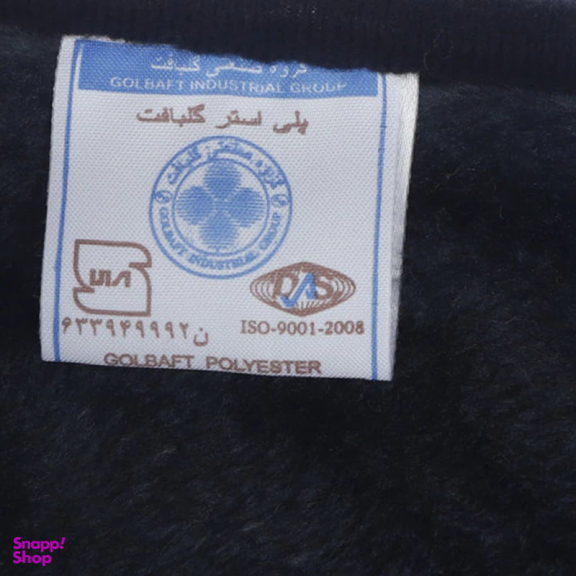 گروه صنعتی گلبافت
GOLBAFT INDUSTRIAL GROUP
پلی استر گلبافت
گروه صنعتی گلبافت
GOLBAFT INDUSTRIAL GROUP
DAS
ISO-9001-2008
۶۳۳۹۴۹۹۹۲ن
GOLBAFT POLYESTER
Snapp!
Shop